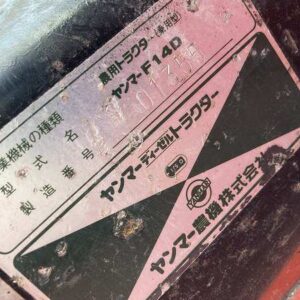 業機械の種類 農用トラクター(乗用型)
型式名 ヤンマーF14D
製造番号
ヤンマーディーゼルトラクター
ヤンマー農機株式会社